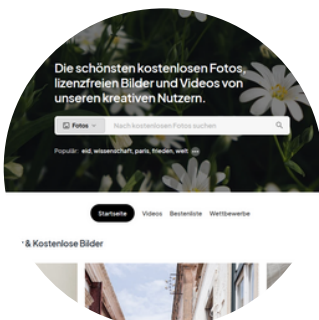 Die schönsten kostenlosen Fotos,
lizenzfreien Bilder und Videos von
unseren kreativen Nutzern.
Fotos
Nach kostenlosen Fotos suchen
Populär: eid, wissenschaft, paris, frieden, welt
Startseite Videos Bestenliste Wettbewerbe
& Kostenlose Bilder